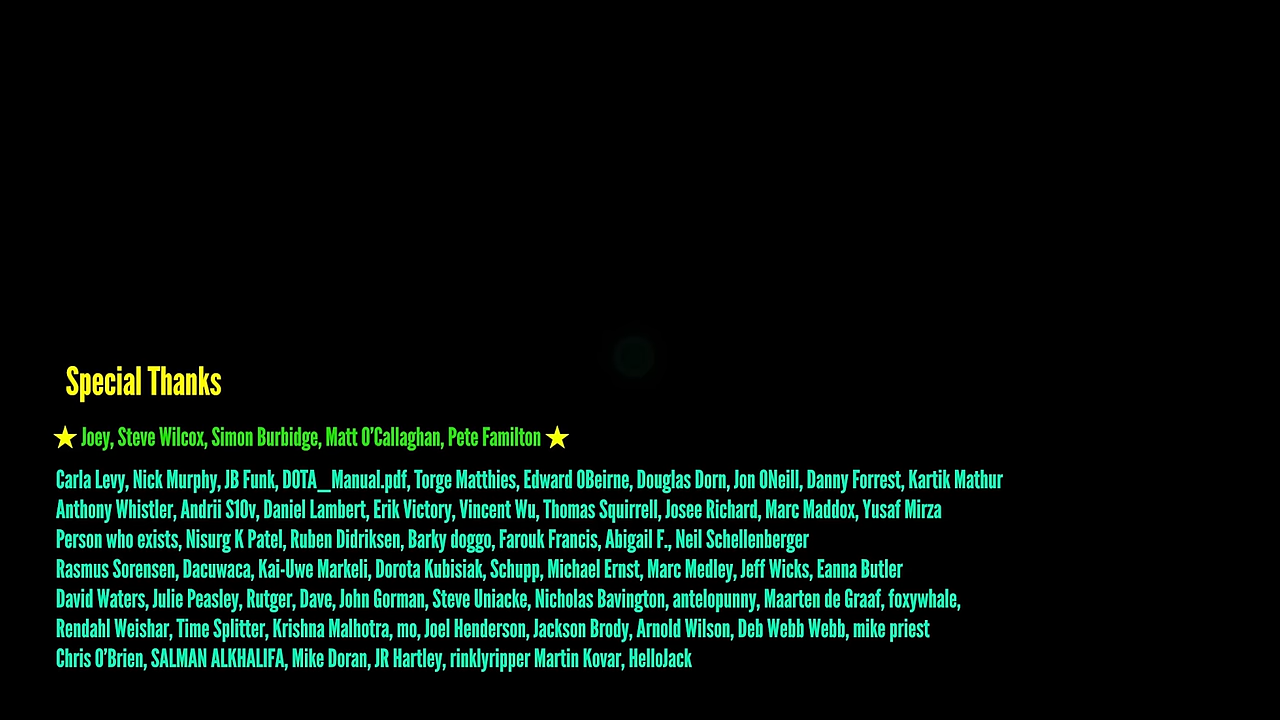 Special Thanks
★ Joey, Steve Wilcox, Simon Burbidge, Matt O'Callaghan, Pete Familton ★
Carla Levy, Nick Murphy, JB Funk, DOTA__Manual.pdf, Torge Matthies, Edward OBeirne, Douglas Dorn, Jon ONeill, Danny Forrest, Kartik Mathur
Anthony Whistler, Andrii S10v, Daniel Lambert, Erik Victory, Vincent Wu, Thomas Squirrell, Josee Richard, Marc Maddox, Yusaf Mirza
Person who exists, Nisurg K Patel, Ruben Didriksen, Barky doggo, Farouk Francis, Abigail F., Neil Schellenberger
Rasmus Sorensen, Dacuwaca, Kai-Uwe Markeli, Dorota Kubisiak, Schupp, Michael Ernst, Marc Medley, Jeff Wicks, Eanna Butler
David Waters, Julie Peasley, Rutger, Dave, John Gorman, Steve Uniacke, Nicholas Bavington, antelopunny, Maarten de Graaf, foxywhale,
Rendahl Weishar, Time Splitter, Krishna Malhotra, mo, Joel Henderson, Jackson Brody, Arnold Wilson, Deb Webb Webb, mike priest
Chris O'Brien, SALMAN ALKHALIFA, Mike Doran, JR Hartley, rinklyripper Martin Kovar, HelloJack